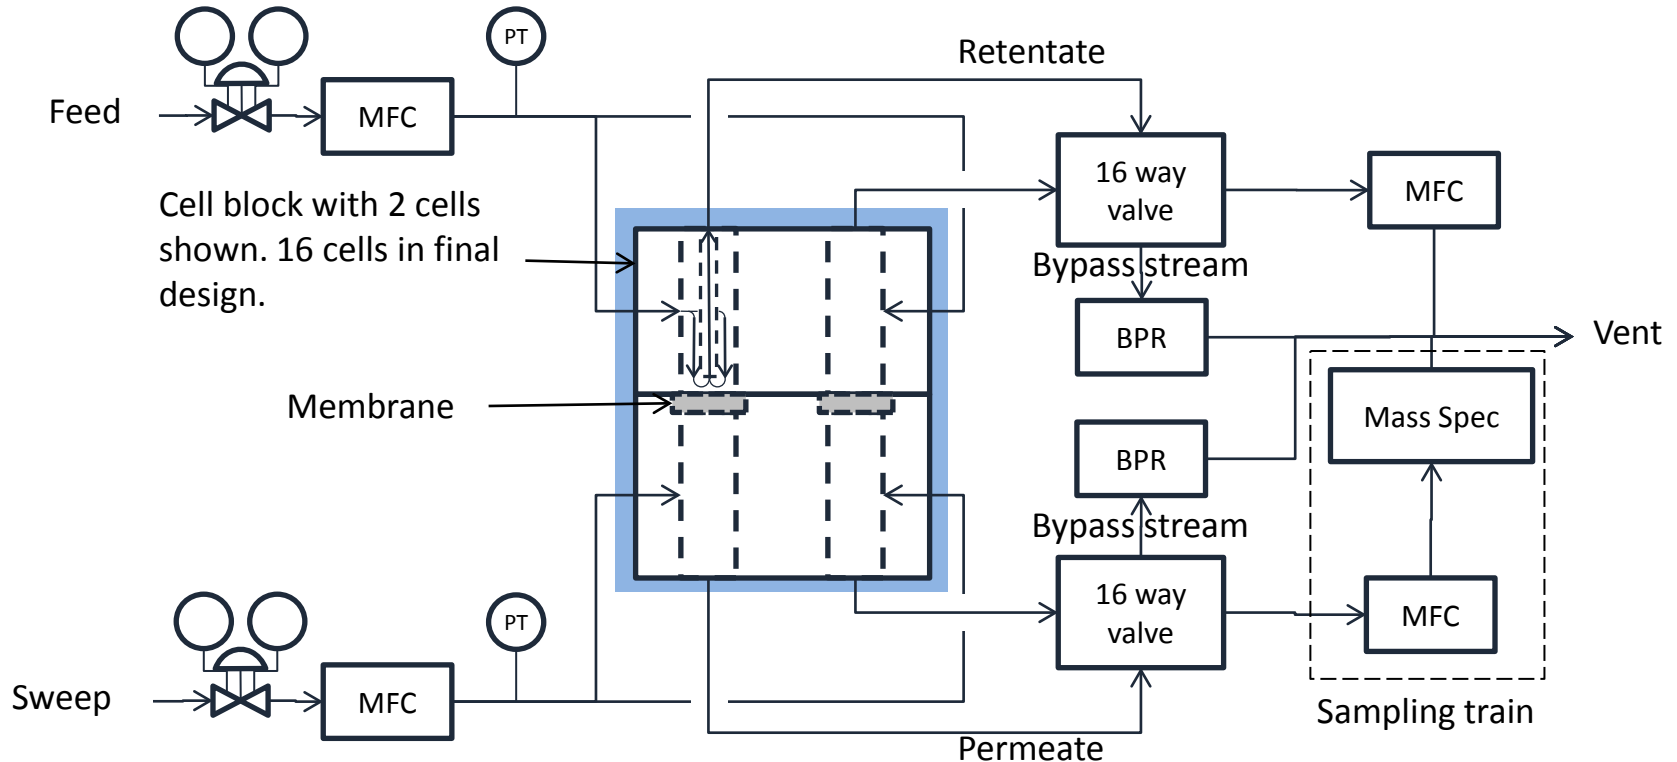 Retentate
PT
Feed
MFC
16 way
valve
MFC
Cell block with 2 cells
shown. 16 cells in final
design.
Bypass stream
BPR
Vent
Membrane
Mass Spec
BPR
Bypass stream
16 way
valve
MFC
PT
Sweep
MFC
Sampling train
Permeate